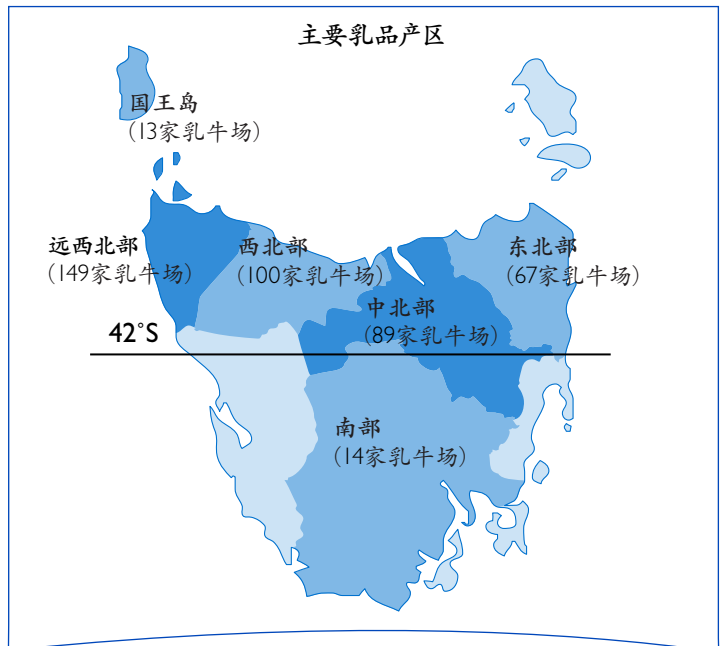 主要乳品产区
国王岛
(13家乳牛场)
远西北部
(149家乳牛场)
西北部
(100家乳牛场)
东北部
(67家乳牛场)
中北部
(89家乳牛场)
42°S
南部
(14家乳牛场)